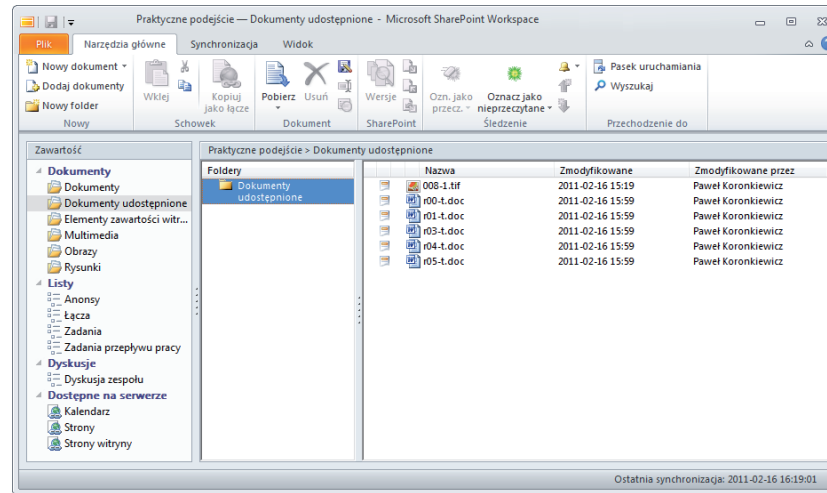 Praktyczne podejście — Dokumenty udostępnione - Microsoft SharePoint Workspace
Plik Narzędzia główne Synchronizacja Widok
Nowy dokument
Dodaj dokumenty
Nowy folder
Nowy
Wklej
Kopiuj jako łącze
Schowek
Pobierz
Usuń
Dokument
Wersje
SharePoint
Ozn. jako przecz.
Oznacz jako nieprzeczytane
Śledzenie
Pasek uruchamiania
Wyszukaj
Przechodzenie do
Zawartość
Dokumenty
Dokumenty
Dokumenty udostępnione
Elementy zawartości witr...
Multimedia
Obrazy
Rysunki
Listy
Anonsy
Łącza
Zadania
Zadania przepływu pracy
Dyskusje
Dyskusja zespołu
Dostępne na serwerze
Kalendarz
Strony
Strony witryny
Praktyczne podejście > Dokumenty udostępnione
Foldery
Dokumenty
udostępnione
Nazwa Zmodyfikowane Zmodyfikowane przez
008-1.tif 2011-02-16 15:19 Paweł Koronkiewicz
r00-t.doc 2011-02-16 15:59 Paweł Koronkiewicz
r01-t.doc 2011-02-16 15:59 Paweł Koronkiewicz
r03-t.doc 2011-02-16 15:59 Paweł Koronkiewicz
r04-t.doc 2011-02-16 15:59 Paweł Koronkiewicz
r05-t.doc 2011-02-16 15:59 Paweł Koronkiewicz
Ostatnia synchronizacja: 2011-02-16 16:19:01